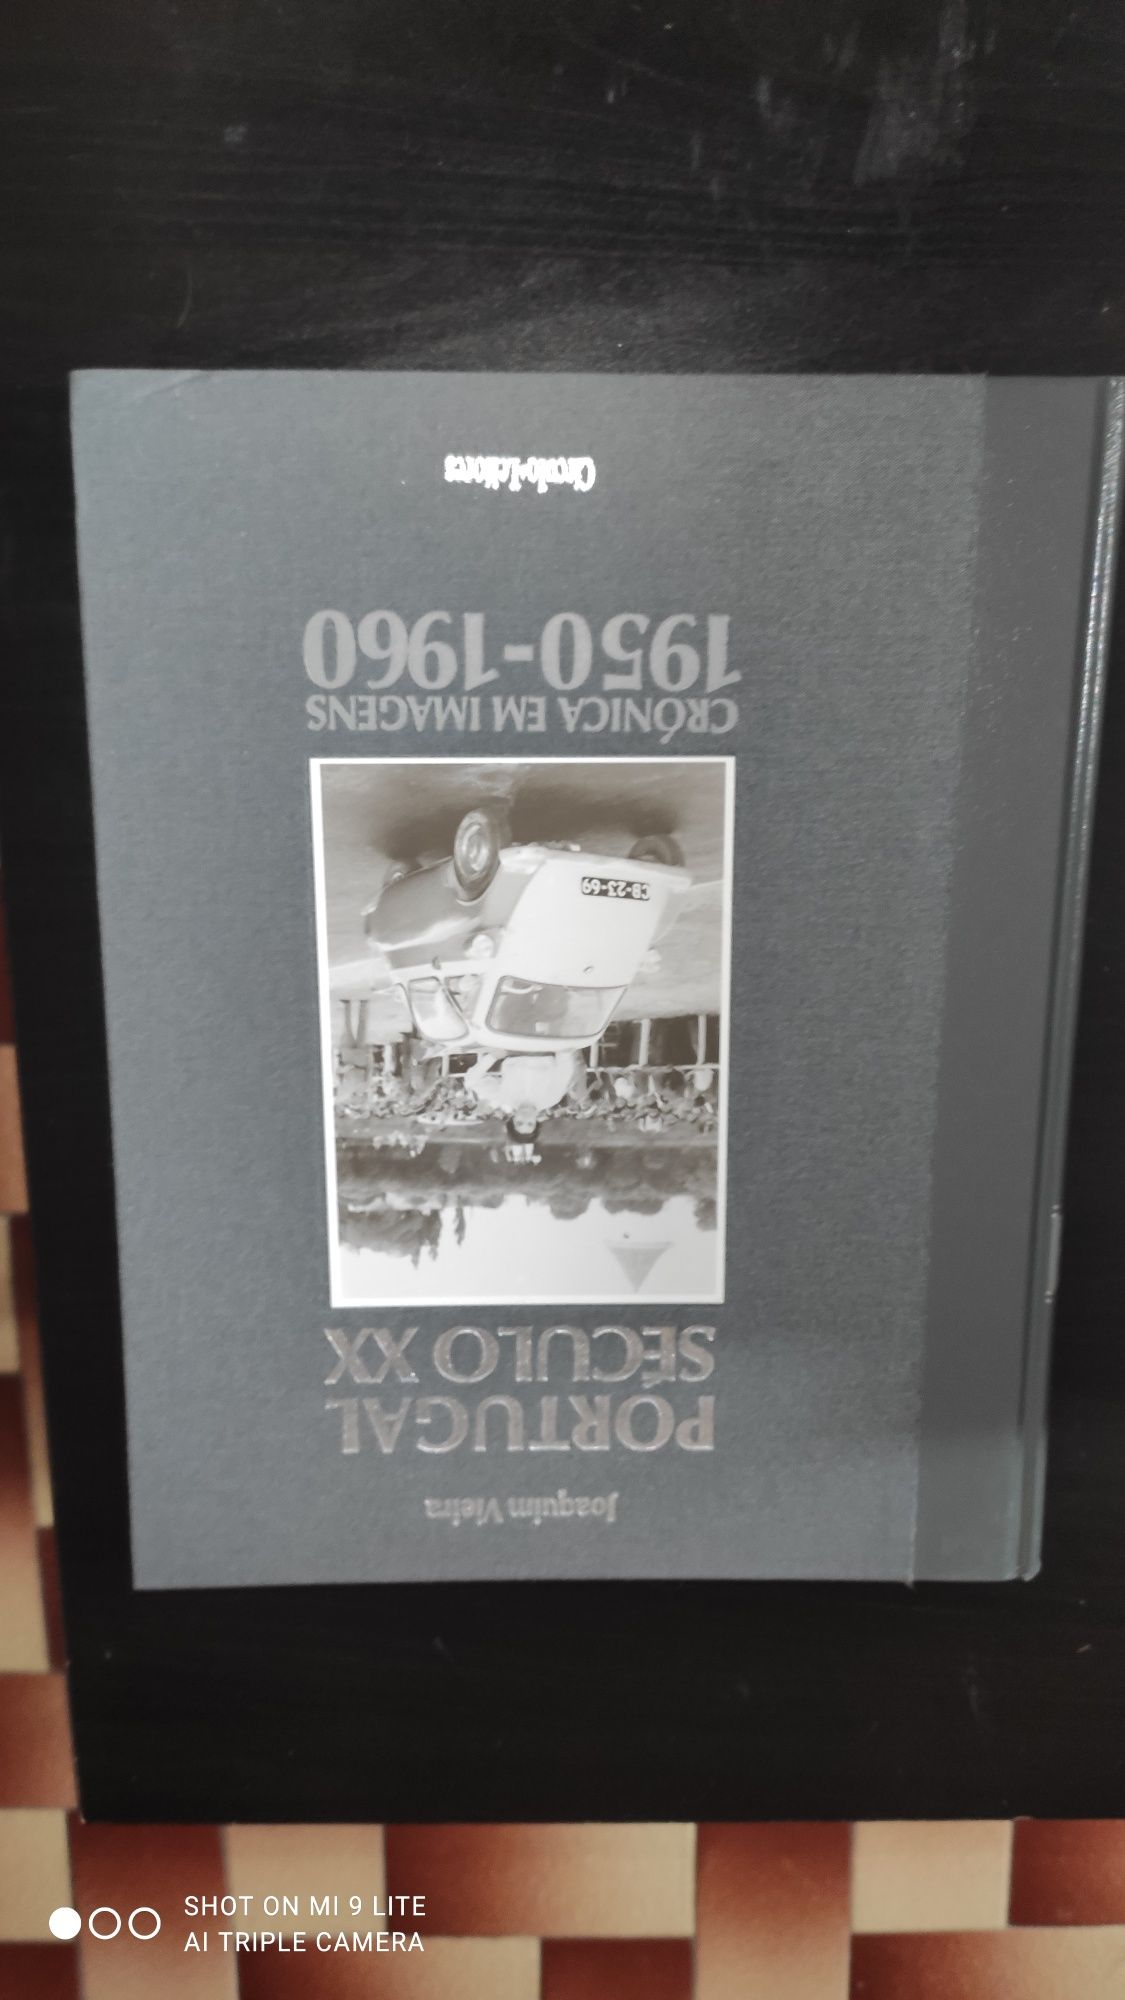 Joaquim Vieira
PORTUGAL
SÉCULO XX
CB-23-69
CRÓNICA EM IMAGENS
1950-1960
Círculo de Leitores
SHOT ON MI 9 LITE
AI TRIPLE CAMERA